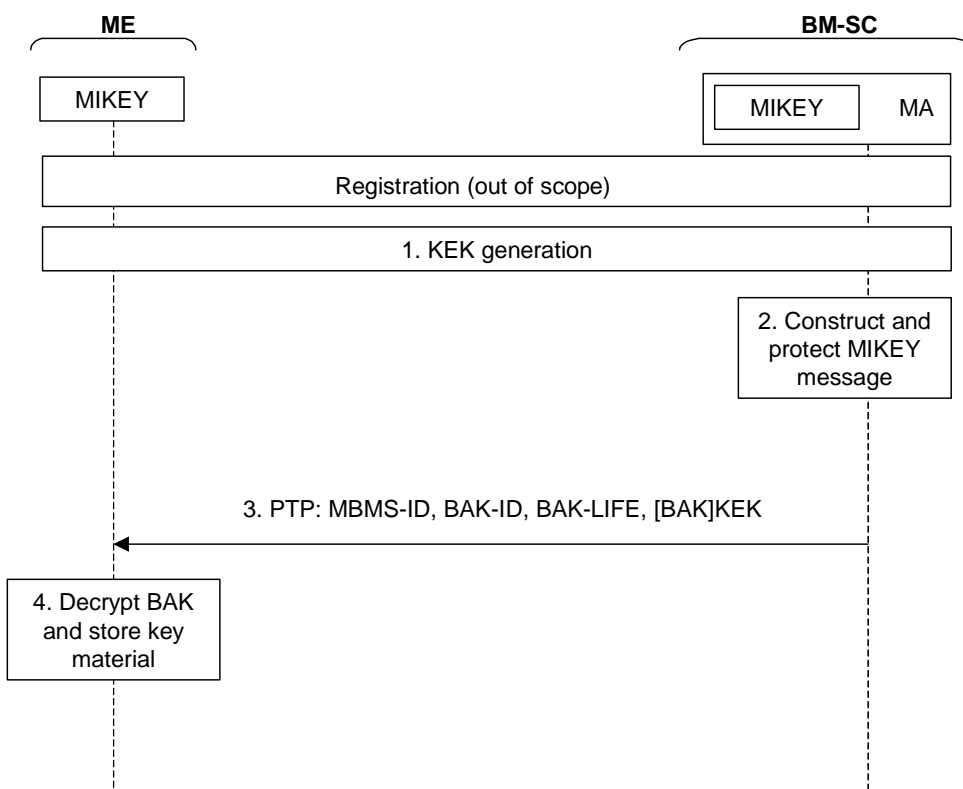 ME
BM-SC
MIKEY
MIKEY
MA
Registration (out of scope)
1. KEK generation
2. Construct and
protect MIKEY
message
3. PTP: MBMS-ID, BAK-ID, BAK-LIFE, [BAK]KEK
4. Decrypt BAK
and store key
material